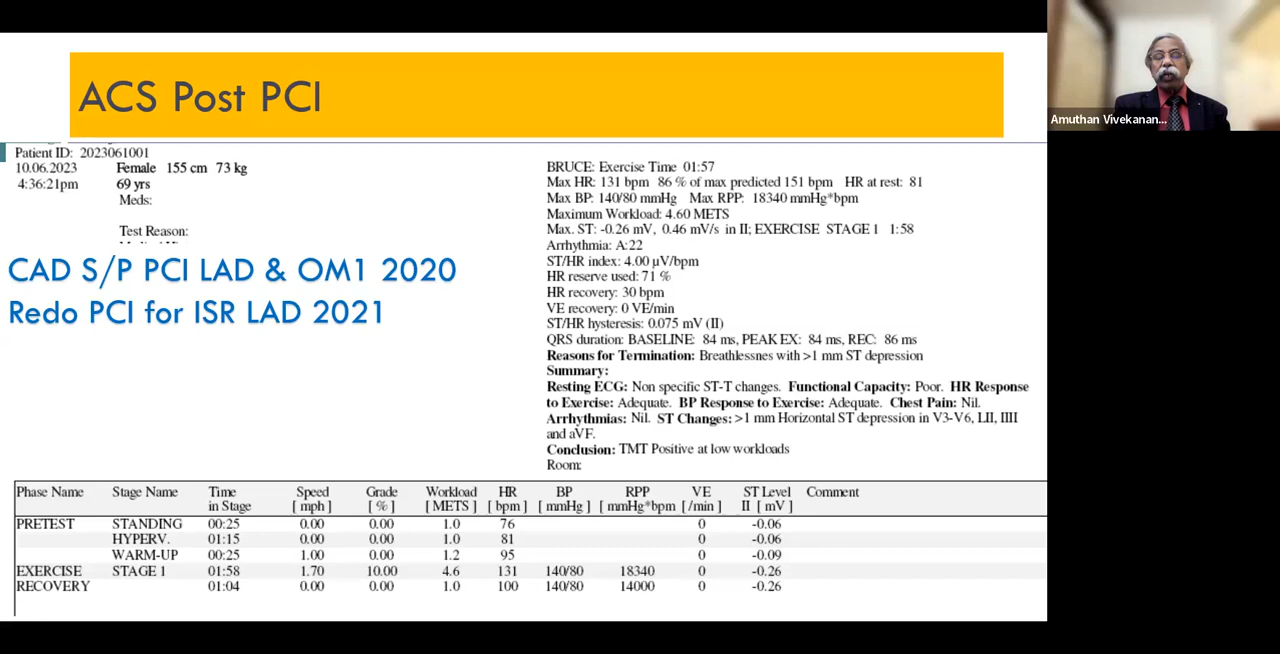 ACS Post PCI
Amuthan Vivekanan...
Patient ID: 2023061001
10.06.2023 Female 155 cm 73 kg
4:36:21pm 69 yrs
Meds:
Test Reason:
CAD S/P PCI LAD & OM1 2020
Redo PCI for ISR LAD 2021
BRUCE: Exercise Time 01:57
Max HR: 131 bpm 86 % of max predicted 151 bpm HR at rest: 81
Max BP: 140/80 mmHg Max RPP: 18340 mmHg*bpm
Maximum Workload: 4.60 METS
Max. ST: -0.26 mV, 0.46 mV/s in II; EXERCISE STAGE 1 1:58
Arrhythmia: A:22
ST/HR index: 4.00 µV/bpm
HR reserve used: 71 %
HR recovery: 30 bpm
VE recovery: 0 VE/min
ST/HR hysteresis: 0.075 mV (II)
QRS duration: BASELINE: 84 ms, PEAK EX: 84 ms, REC: 86 ms
Reasons for Termination: Breathlessnes with >1 mm ST depression
Summary:
Resting ECG: Non specific ST-T changes. Functional Capacity: Poor. HR Response
to Exercise: Adequate. BP Response to Exercise: Adequate. Chest Pain: Nil.
Arrhythmias: Nil. ST Changes: >1 mm Horizontal ST depression in V3-V6, LII, lIII
and aVF.
Conclusion: TMT Positive at low workloads
Room:
Phase Name Stage Name Time Speed Grade Workload HR BP RPP VE ST Level Comment
in Stage [ mph ] [ % ] [ METS ] [ bpm ] [ mmHg ] [ mmHg*bpm [ /min ] II [ mV ]
PRETEST STANDING 00:25 0.00 0.00 1.0 76 0 -0.06
HYPERV. 01:15 0.00 0.00 1.0 81 0 -0.06
WARM-UP 00:25 1.00 0.00 1.2 95 0 -0.09
EXERCISE STAGE 1 01:58 1.70 10.00 4.6 131 140/80 18340 0 -0.26
RECOVERY 01:04 0.00 0.00 1.0 100 140/80 14000 0 -0.26